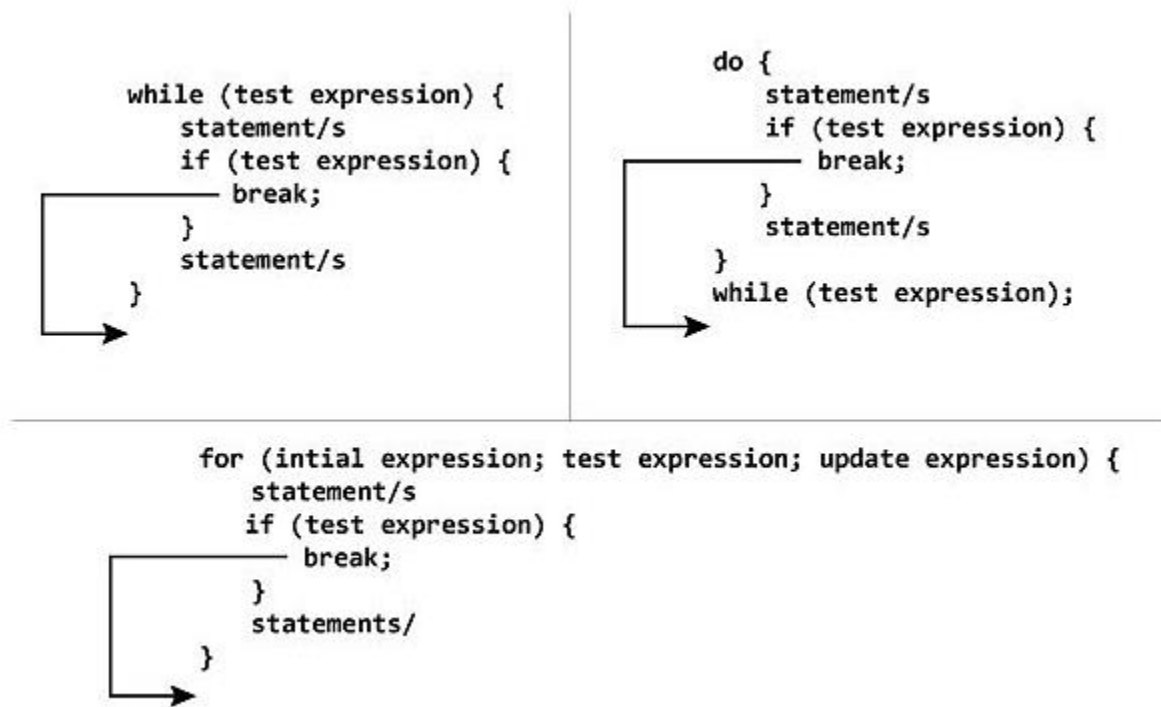 while (test expression) {
statement/s
if (test expression) {
break;
}
statement/s
}
do {
statement/s
if (test expression) {
break;
}
statement/s
}
while (test expression);
for (intial expression; test expression; update expression) {
statement/s
if (test expression) {
break;
}
statements/
}